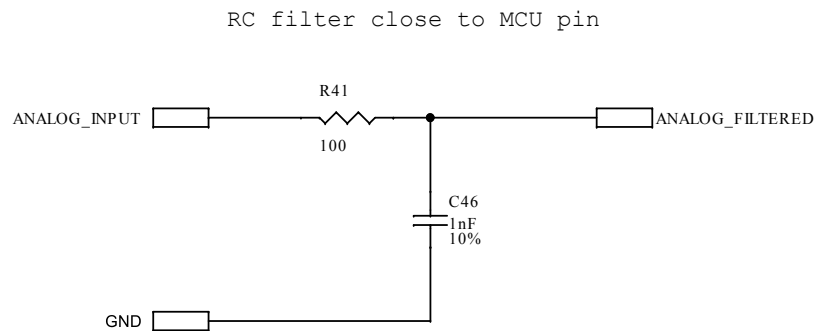 RC filter close to MCU pin
R41
ANALOG_INPUT
ANALOG_FILTERED
100
C46
1nF
10%
GND